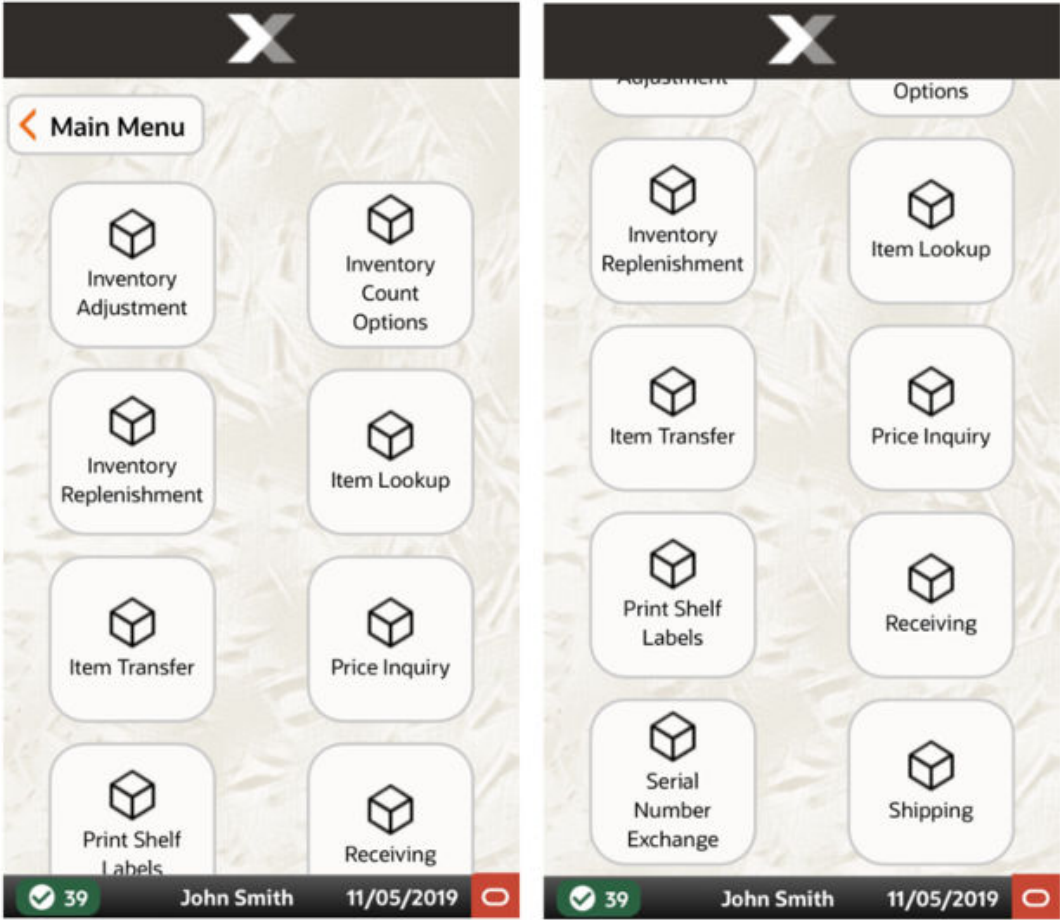 Main Menu
Inventory
Adjustment
Inventory
Count
Options
Inventory
Replenishment
Item Lookup
Item Transfer
Price Inquiry
Print Shelf
Labels
Receiving
39
John Smith
11/05/2019
Adjustment
Options
Inventory
Replenishment
Item Lookup
Item Transfer
Price Inquiry
Print Shelf
Labels
Receiving
Serial
Number
Exchange
Shipping
39
John Smith
11/05/2019